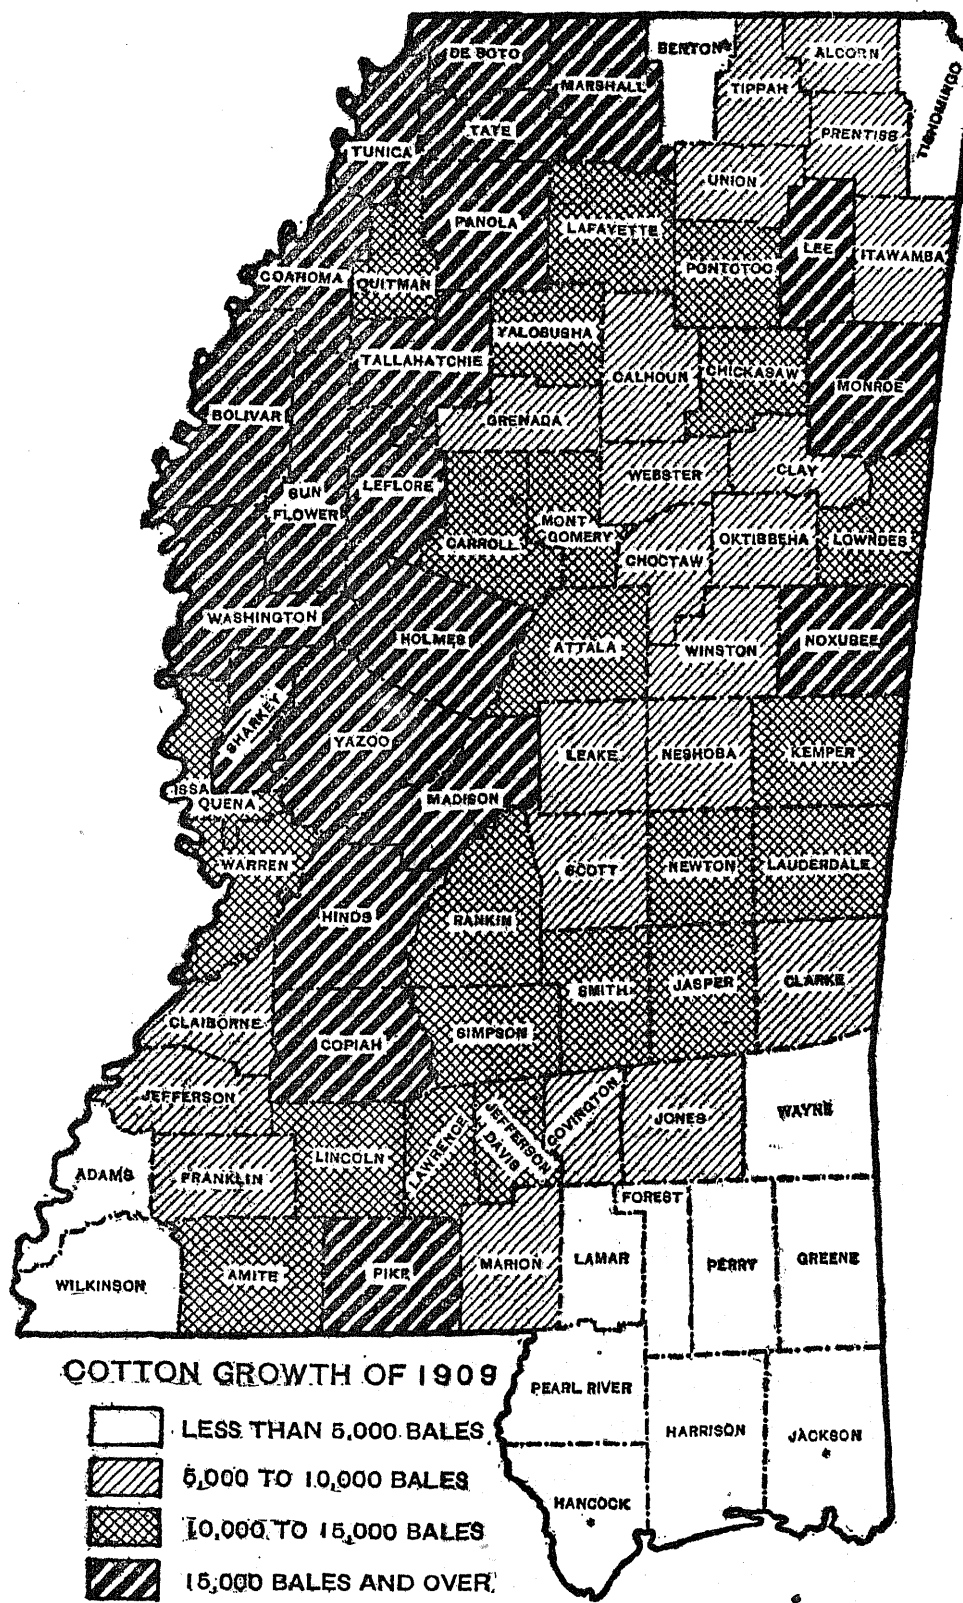 DE SOTO
BENTON
ALCORN
MARSHALL
TIPPAH
TISHOMINGO
TATE
PRENTISS
TUNICA
UNION
PANOLA
LAFAYETTE
LEE
ITAWAMBA
PONTOTOC
COAHOMA
QUITMAN
YALOBUSHA
TALLAHATCHIE
CALHOUN
CHICKASAW
MONROE
BOLIVAR
GRENADA
WEBSTER
CLAY
SUN
FLOWER
LEFLORE
MONT
GOMERY
CARROLL
OKTIBBEHA
LOWNDES
CHOCTAW
WASHINGTON
HOLMES
ATTALA
WINSTON
NOXUBEE
SHARKEY
YAZOO
LEAKE
NESHOBA
KEMPER
ISSA
QUENA
MADISON
WARREN
SCOTT
NEWTON
LAUDERDALE
HINDS
RANKIN
SMITH
JASPER
CLARKE
CLAIBORNE
COPIAH
SIMPSON
JEFFERSON
LAWRENCE
JEFFERSON
DAVIS
COVINGTON
JONES
WAYNE
ADAMS
FRANKLIN
LINCOLN
FOREST
WILKINSON
AMITE
PIKE
MARION
LAMAR
PERRY
GREENE
COTTON GROWTH OF 1909
PEARL RIVER
LESS THAN 5,000 BALES
HARRISON
JACKSON
5,000 TO 10,000 BALES
HANCOCK
10,000 TO 15,000 BALES
15,000 BALES AND OVER